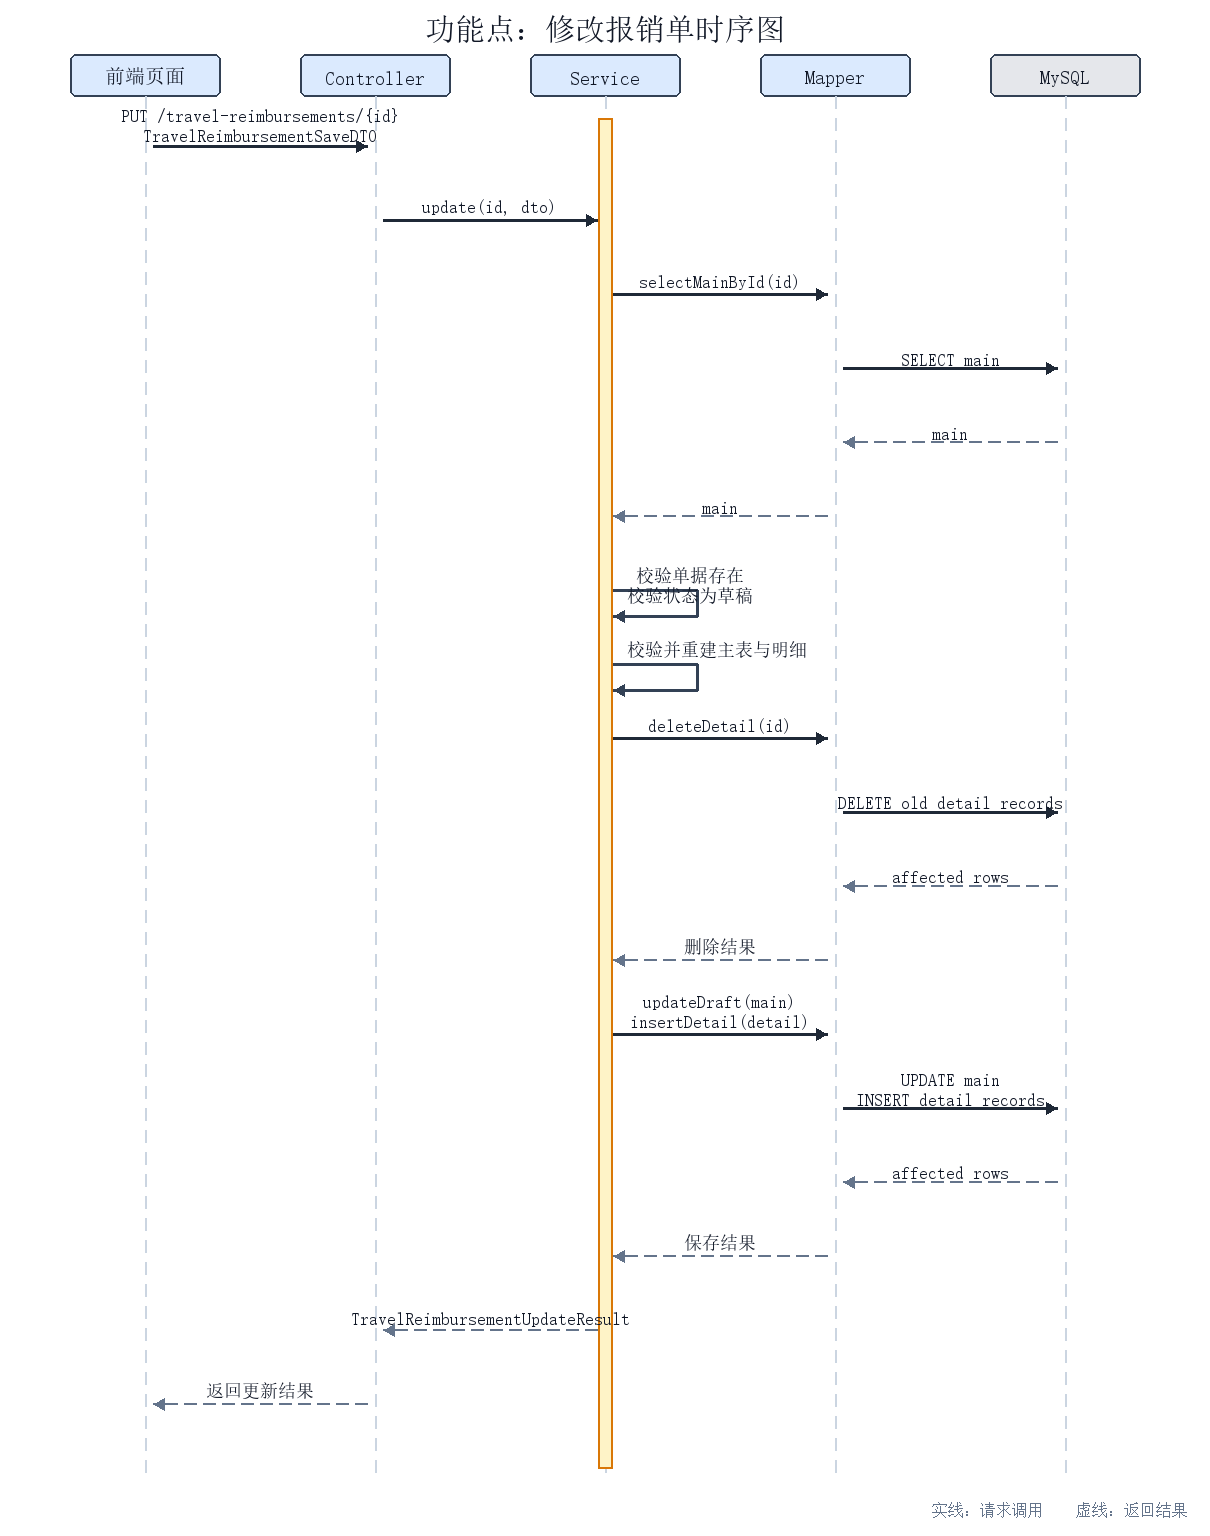 功能点：修改报销单时序图
前端页面
Controller
Service
Mapper
MySQL
PUT /travel-reimbursements/{id}
TravelReimbursementSaveDTO
update(id, dto)
selectMainById(id)
SELECT main
main
main
校验单据存在
校验状态为草稿
校验并重建主表与明细
deleteDetail(id)
DELETE old detail records
affected rows
删除结果
updateDraft(main)
insertDetail(detail)
UPDATE main
INSERT detail records
affected rows
保存结果
TravelReimbursementUpdateResult
返回更新结果
实线：请求调用 虚线：返回结果